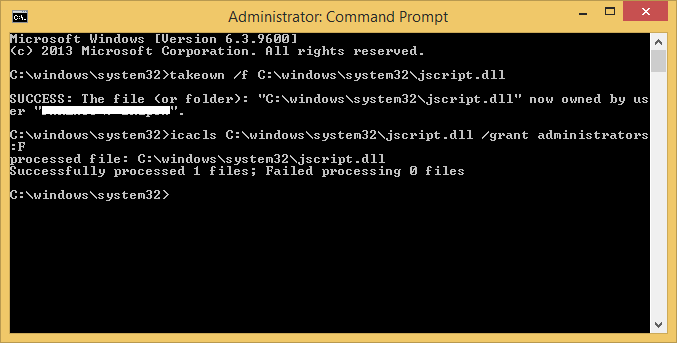 Administrator: Command Prompt
Microsoft Windows [Version 6.3.9600]
(c) 2013 Microsoft Corporation. All rights reserved.
C:\windows\system32>takeown /f C:\windows\system32\jscript.dll
SUCCESS: The file (or folder): "C:\windows\system32\jscript.dll" now owned by us
er "".
C:\windows\system32>icacls C:\windows\system32\jscript.dll /grant administrators
:F
processed file: C:\windows\system32\jscript.dll
Successfully processed 1 files; Failed processing 0 files
C:\windows\system32>